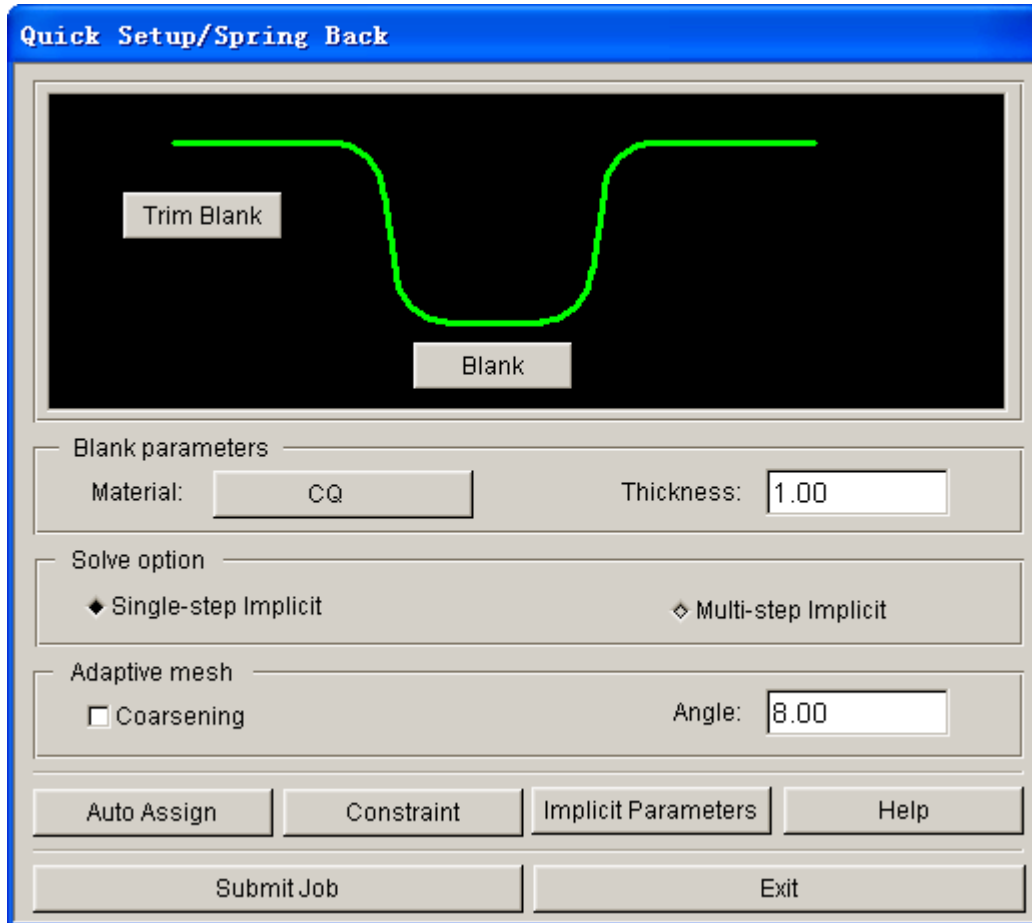 Quick Setup/Spring Back
Trim Blank
Blank
Blank parameters
Material: CQ Thickness: 1.00
Solve option
Single-step Implicit Multi-step Implicit
Adaptive mesh
Coarsening Angle: 8.00
Auto Assign Constraint Implicit Parameters Help
Submit Job Exit